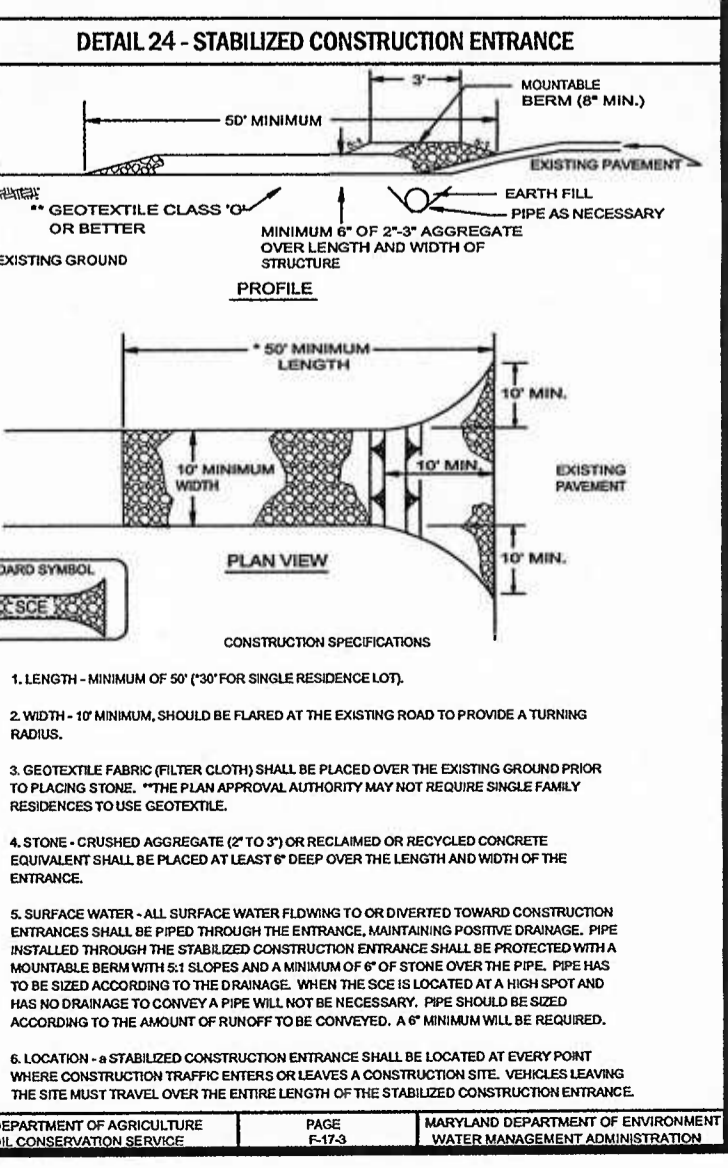 DETAIL 24 - STABILIZED CONSTRUCTION ENTRANCE
3'
MOUNTABLE
BERM (8" MIN.)
5D' MINIMUM
5:1
5:1
EXISTING PAVEMENT
** GEOTEXTILE CLASS 'C'
OR BETTER
EARTH FILL
PIPE AS NECESSARY
MINIMUM 6" OF 2"-3" AGGREGATE
OVER LENGTH AND WIDTH OF
STRUCTURE
EXISTING GROUND
PROFILE
* 50' MINIMUM
LENGTH
10' MIN.
10' MINIMUM
WIDTH
10' MIN.
EXISTING
PAVEMENT
10' MIN.
PLAN VIEW
DARD SYMBOL
SCE
CONSTRUCTION SPECIFICATIONS
1. LENGTH - MINIMUM OF 50' (*30' FOR SINGLE RESIDENCE LOT).
2. WIDTH - 10' MINIMUM, SHOULD BE FLARED AT THE EXISTING ROAD TO PROVIDE A TURNING
RADIUS.
3. GEOTEXTILE FABRIC (FILTER CLOTH) SHALL BE PLACED OVER THE EXISTING GROUND PRIOR
TO PLACING STONE. **THE PLAN APPROVAL AUTHORITY MAY NOT REQUIRE SINGLE FAMILY
RESIDENCES TO USE GEOTEXTILE.
4. STONE - CRUSHED AGGREGATE (2" TO 3") OR RECLAIMED OR RECYCLED CONCRETE
EQUIVALENT SHALL BE PLACED AT LEAST 6" DEEP OVER THE LENGTH AND WIDTH OF THE
ENTRANCE.
5. SURFACE WATER - ALL SURFACE WATER FLDWING TO OR DIVERTED TOWARD CONSTRUCTION
ENTRANCES SHALL BE PIPED THROUGH THE ENTRANCE, MAINTAINING POSITIVE DRAINAGE. PIPE
INSTALLED THROUGH THE STABILIZED CONSTRUCTION ENTRANCE SHALL BE PROTECTED WITH A
MOUNTABLE BERM WITH 5:1 SLOPES AND A MINIMUM OF 6" OF STONE OVER THE PIPE. PIPE HAS
TO BE SIZED ACCORDING TO THE DRAINAGE. WHEN THE SCE IS LOCATED AT A HIGH SPOT AND
HAS NO DRAINAGE TO CONVEY A PIPE WILL NOT BE NECESSARY. PIPE SHOULD BE SIZED
ACCORDING TO THE AMOUNT OF RUNOFF TO BE CONVEYED. A 6" MINIMUM WILL BE REQUIRED.
6. LOCATION - a STABILIZED CONSTRUCTION ENTRANCE SHALL BE LOCATED AT EVERY POINT
WHERE CONSTRUCTION TRAFFIC ENTERS OR LEAVES A CONSTRUCTION SITE. VEHICLES LEAVING
THE SITE MUST TRAVEL OVER THE ENTIRE LENGTH OF THE STABILIZED CONSTRUCTION ENTRANCE.
DEPARTMENT OF AGRICULTURE
IL CONSERVATION SERVICE
PAGE
F-17-3
MARYLAND DEPARTMENT OF ENVIRONMENT
WATER MANAGEMENT ADMINISTRATION